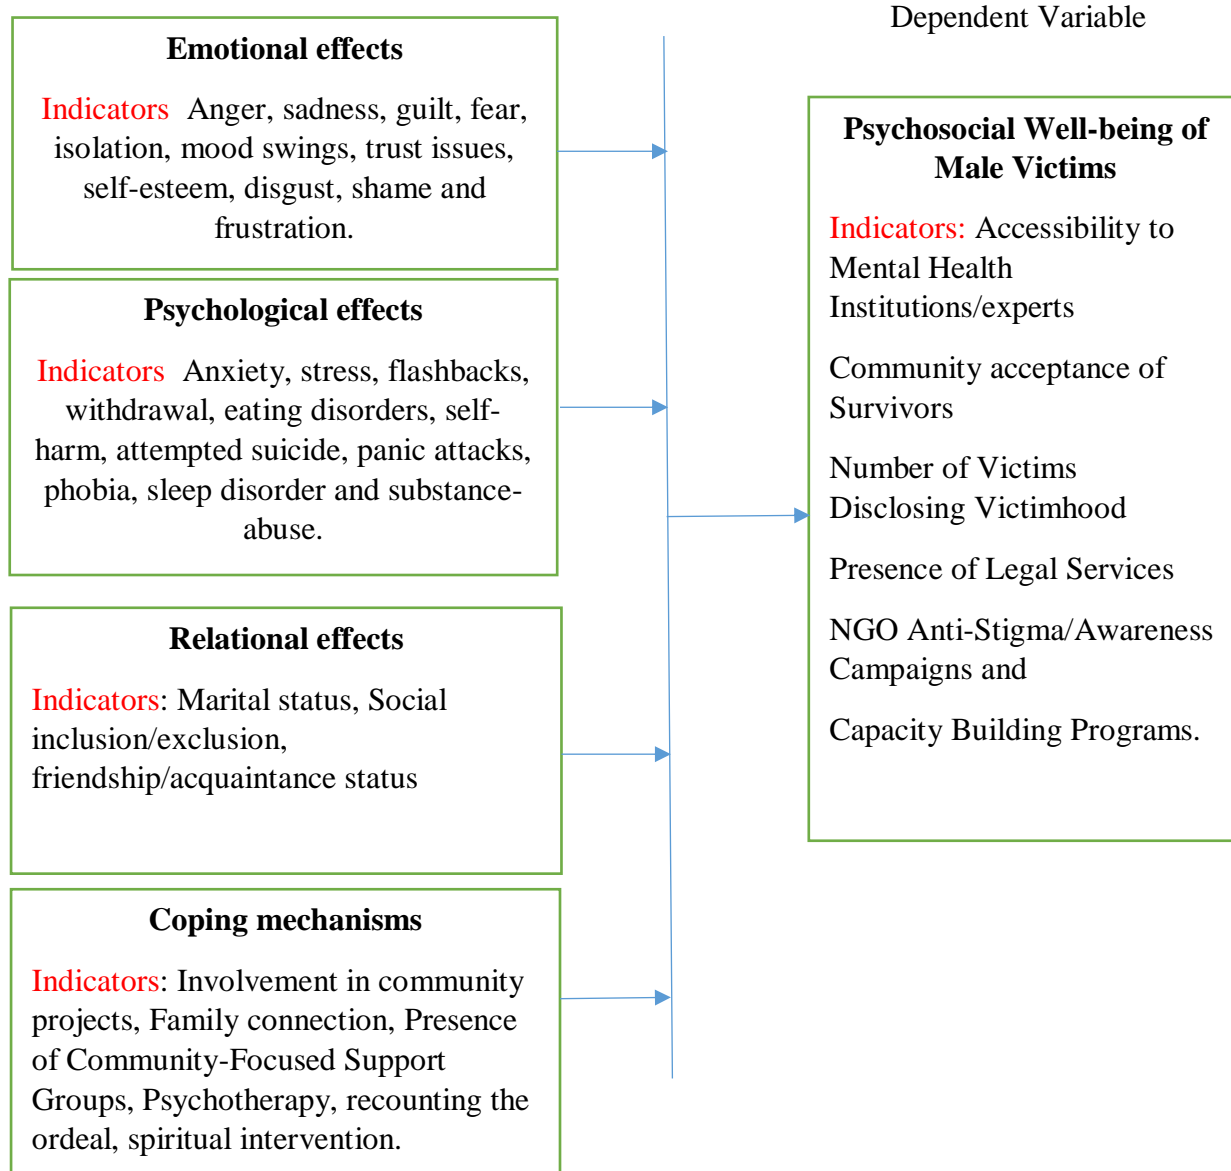 Dependent Variable
Emotional effects
Indicators Anger, sadness, guilt, fear,
isolation, mood swings, trust issues,
self-esteem, disgust, shame and
frustration.
Psychological effects
Indicators Anxiety, stress, flashbacks,
withdrawal, eating disorders, self-
harm, attempted suicide, panic attacks,
phobia, sleep disorder and substance-
abuse.
Relational effects
Indicators: Marital status, Social
inclusion/exclusion,
friendship/acquaintance status
Coping mechanisms
Indicators: Involvement in community
projects, Family connection, Presence
of Community-Focused Support
Groups, Psychotherapy, recounting the
ordeal, spiritual intervention.
Psychosocial Well-being of
Male Victims
Indicators: Accessibility to
Mental Health
Institutions/experts
Community acceptance of
Survivors
Number of Victims
Disclosing Victimhood
Presence of Legal Services
NGO Anti-Stigma/Awareness
Campaigns and
Capacity Building Programs.